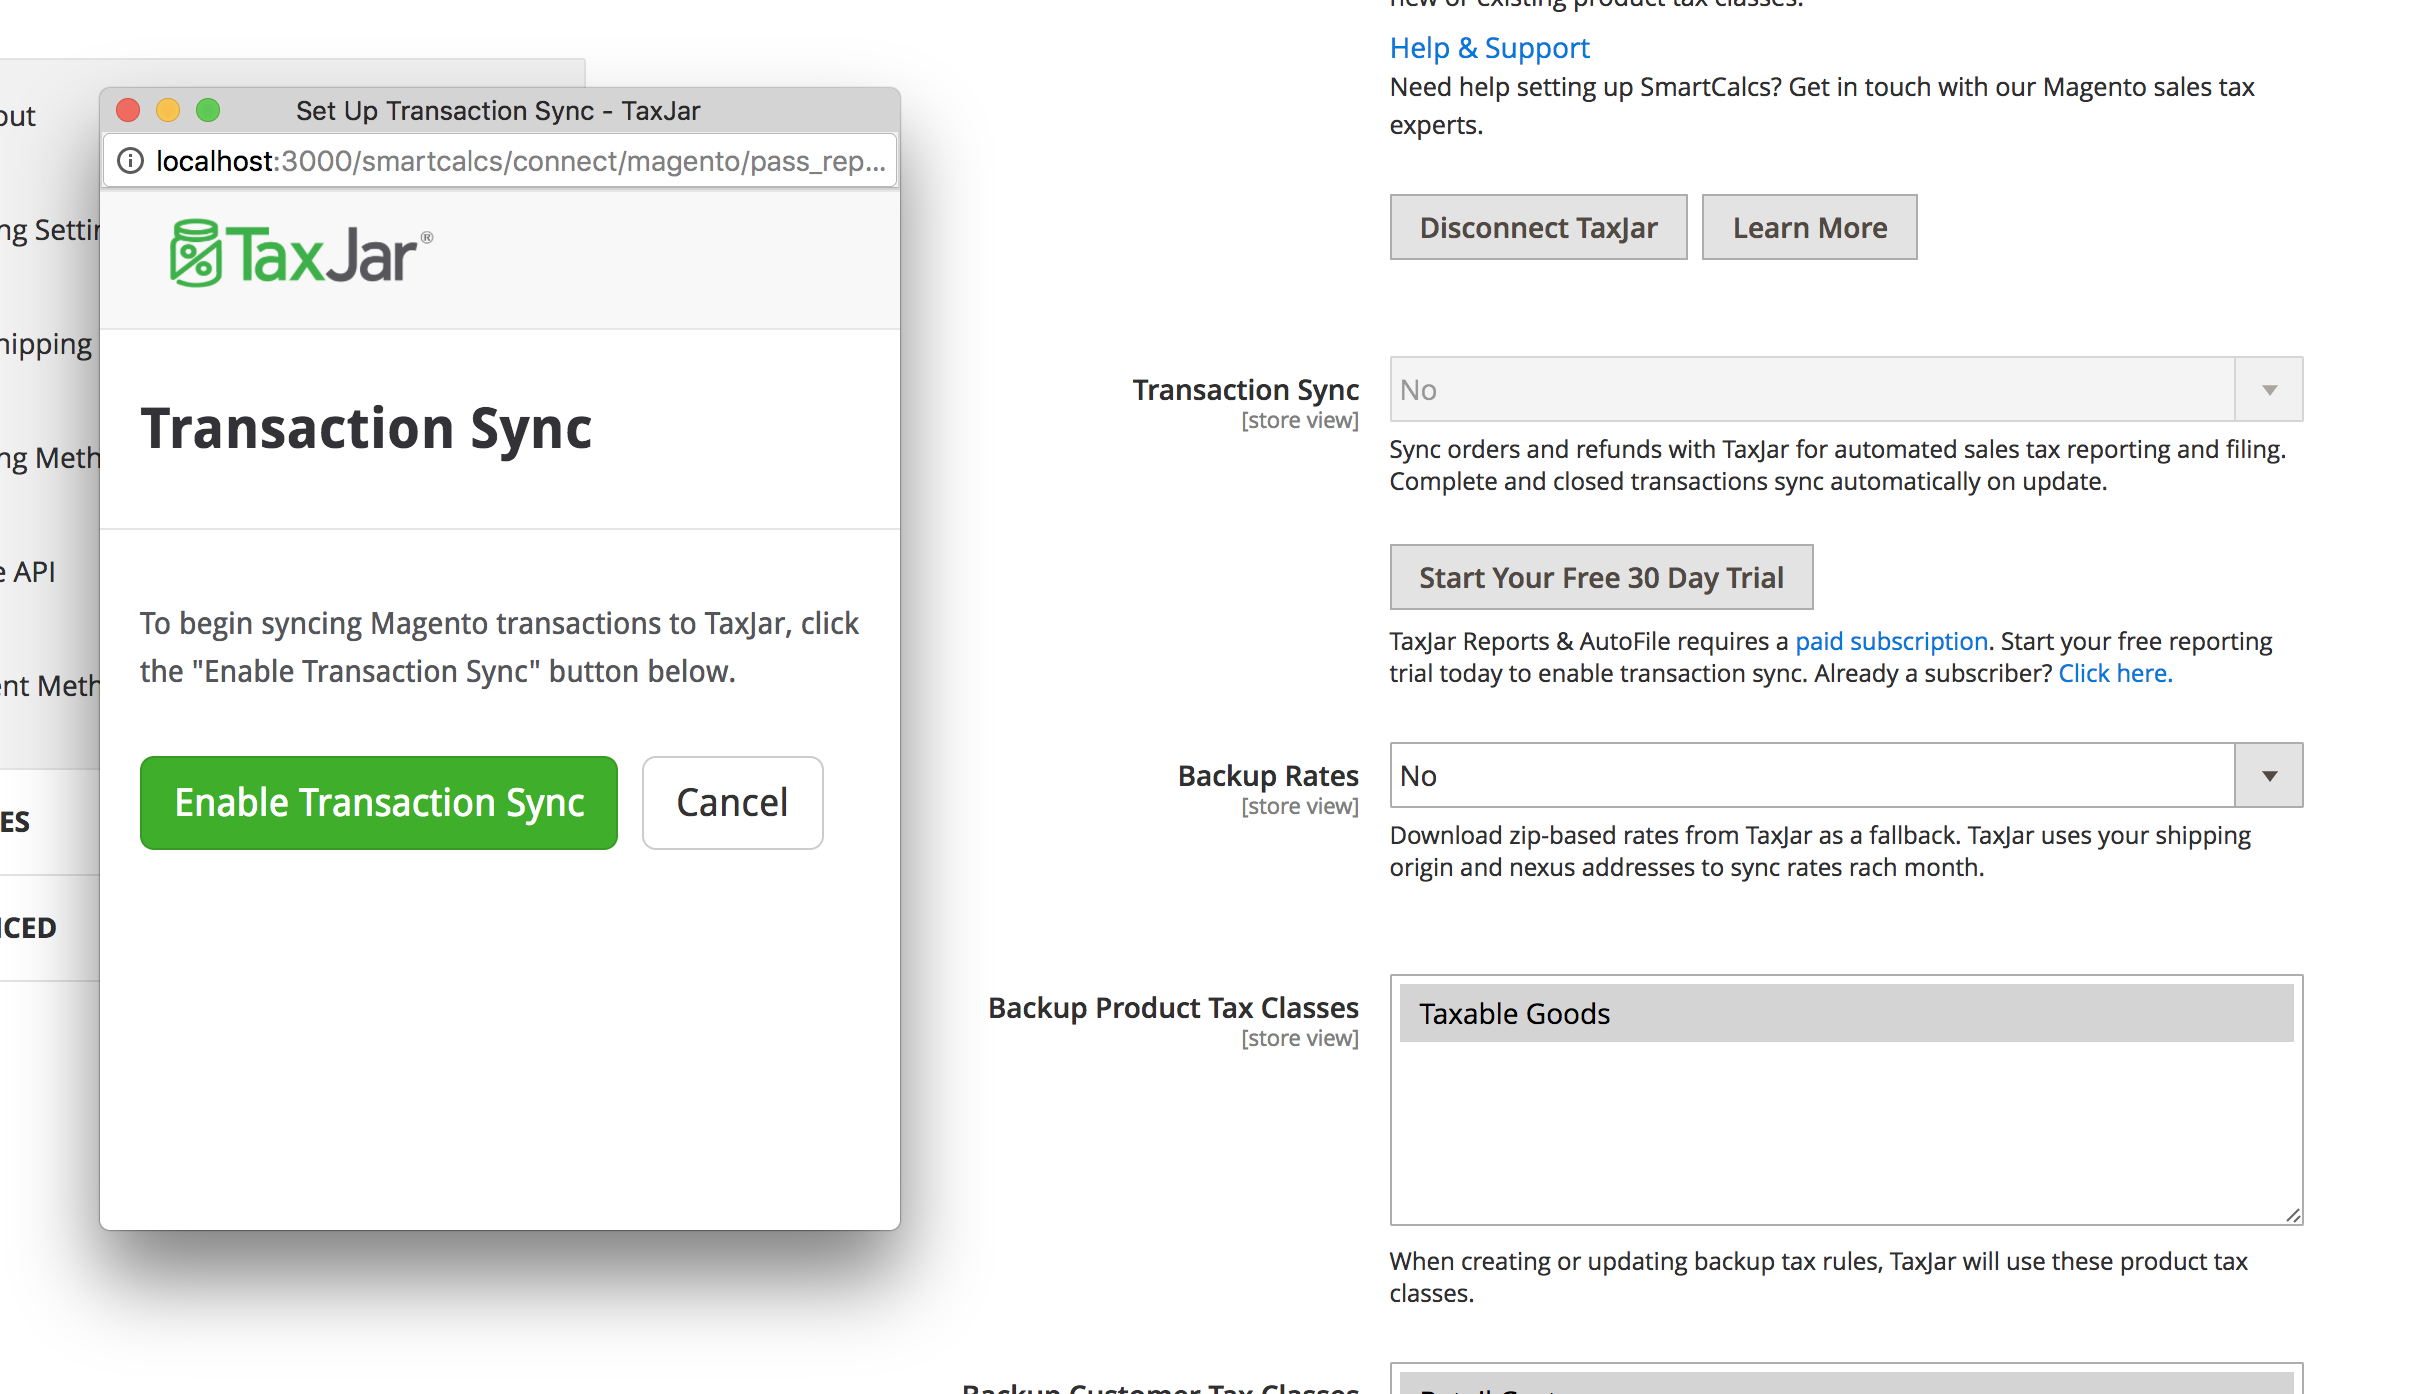 out
ng Settin
hipping
ng Meth
e API
ent Meth
ES
CED
Set Up Transaction Sync - TaxJar
localhost:3000/smartcalcs/connect/magento/pass_rep...
TaxJar®
Transaction Sync
To begin syncing Magento transactions to TaxJar, click
the "Enable Transaction Sync" button below.
Enable Transaction Sync
Cancel
new or existing product tax classes.
Help & Support
Need help setting up SmartCalcs? Get in touch with our Magento sales tax
experts.
Disconnect TaxJar
Learn More
Transaction Sync
[store view]
No
Sync orders and refunds with TaxJar for automated sales tax reporting and filing.
Complete and closed transactions sync automatically on update.
Start Your Free 30 Day Trial
TaxJar Reports & AutoFile requires a paid subscription. Start your free reporting
trial today to enable transaction sync. Already a subscriber? Click here.
Backup Rates
[store view]
No
Download zip-based rates from TaxJar as a fallback. TaxJar uses your shipping
origin and nexus addresses to sync rates rach month.
Backup Product Tax Classes
[store view]
Taxable Goods
When creating or updating backup tax rules, TaxJar will use these product tax
classes.
Backup Customer Tax Classes